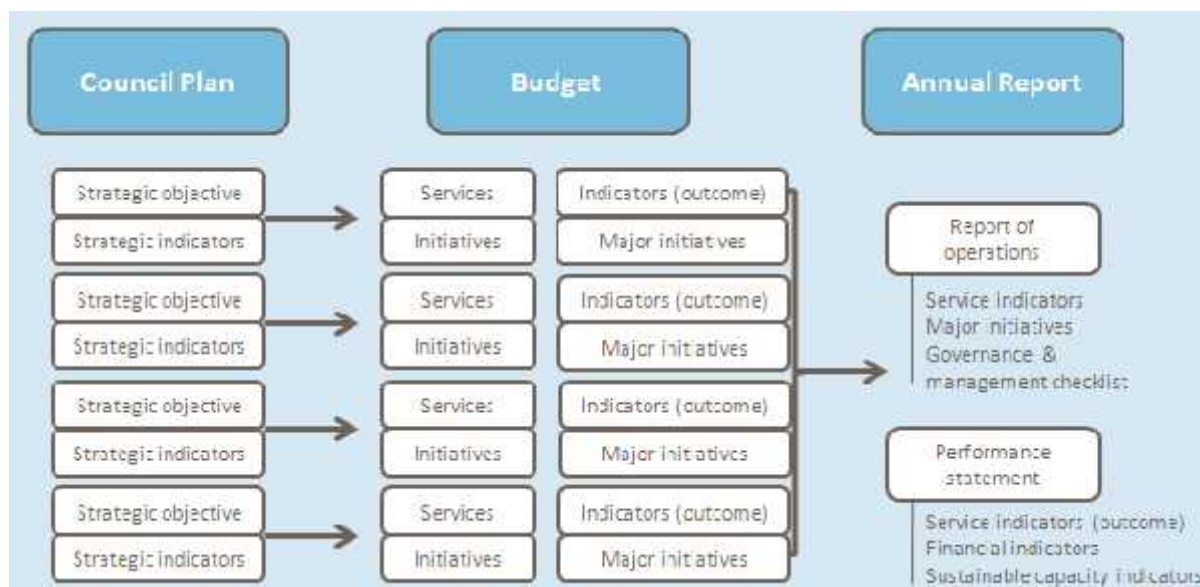 Council Plan
Budget
Annual Report
Strategic objective
Strategic indicators
Services
Initiatives
Indicators (outcome)
Major initiatives
Strategic objective
Strategic indicators
Services
Initiatives
Indicators (outcome)
Major initiatives
Strategic objective
Strategic indicators
Services
Initiatives
Indicators (outcome)
Major initiatives
Strategic objective
Strategic indicators
Services
Initiatives
Indicators (outcome)
Major initiatives
Report of
operations
Service indicators
Major initiatives
Governance &
management checklist
Performance
statement
Service indicators (outcome)
Financial indicators
Sustainable capacity indicators